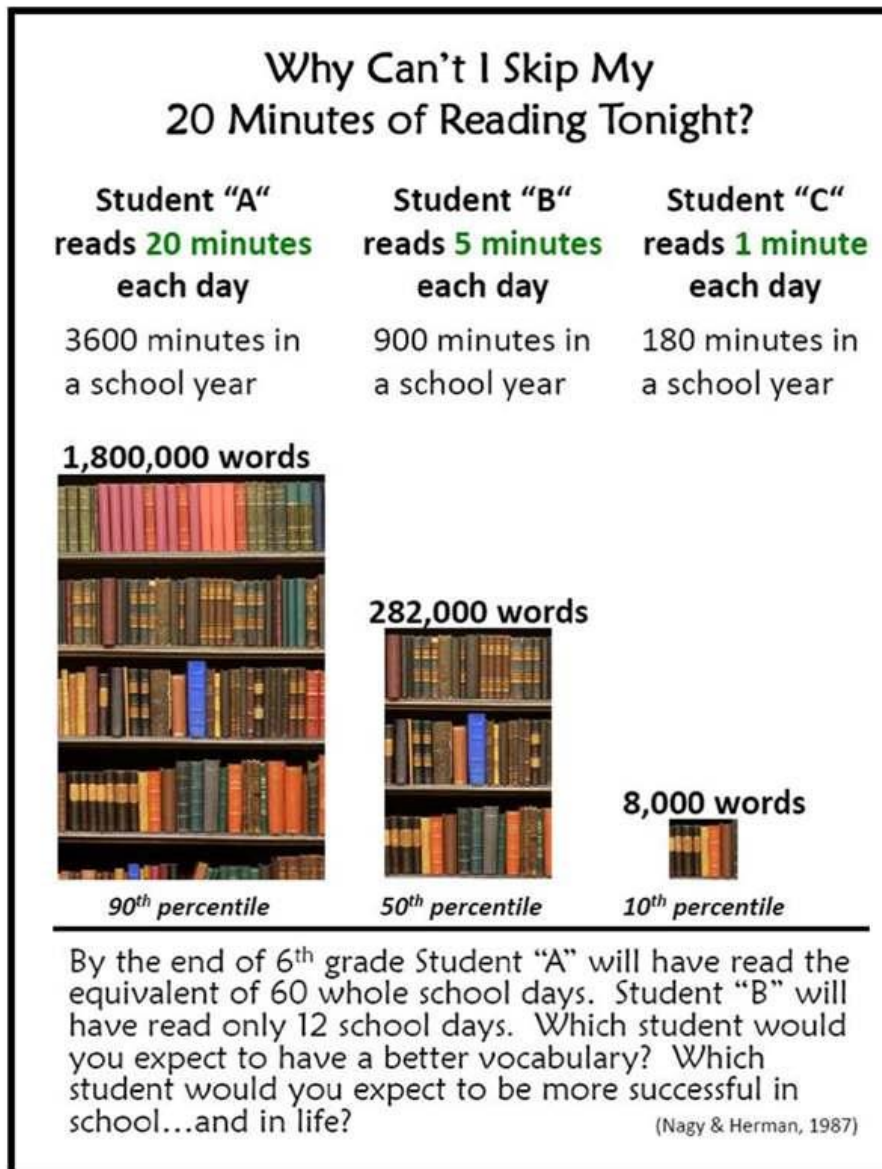 Why Can't I Skip My
20 Minutes of Reading Tonight?
Student “A“
reads 20 minutes
each day
3600 minutes in
a school year
1,800,000 words
90th percentile
Student “B“
reads 5 minutes
each day
900 minutes in
a school year
282,000 words
50th percentile
Student “C“
reads 1 minute
each day
180 minutes in
a school year
8,000 words
10th percentile
By the end of 6th grade Student “A” will have read the
equivalent of 60 whole school days. Student “B” will
have read only 12 school days. Which student would
you expect to have a better vocabulary? Which
student would you expect to be more successful in
school...and in life?
(Nagy & Herman, 1987)